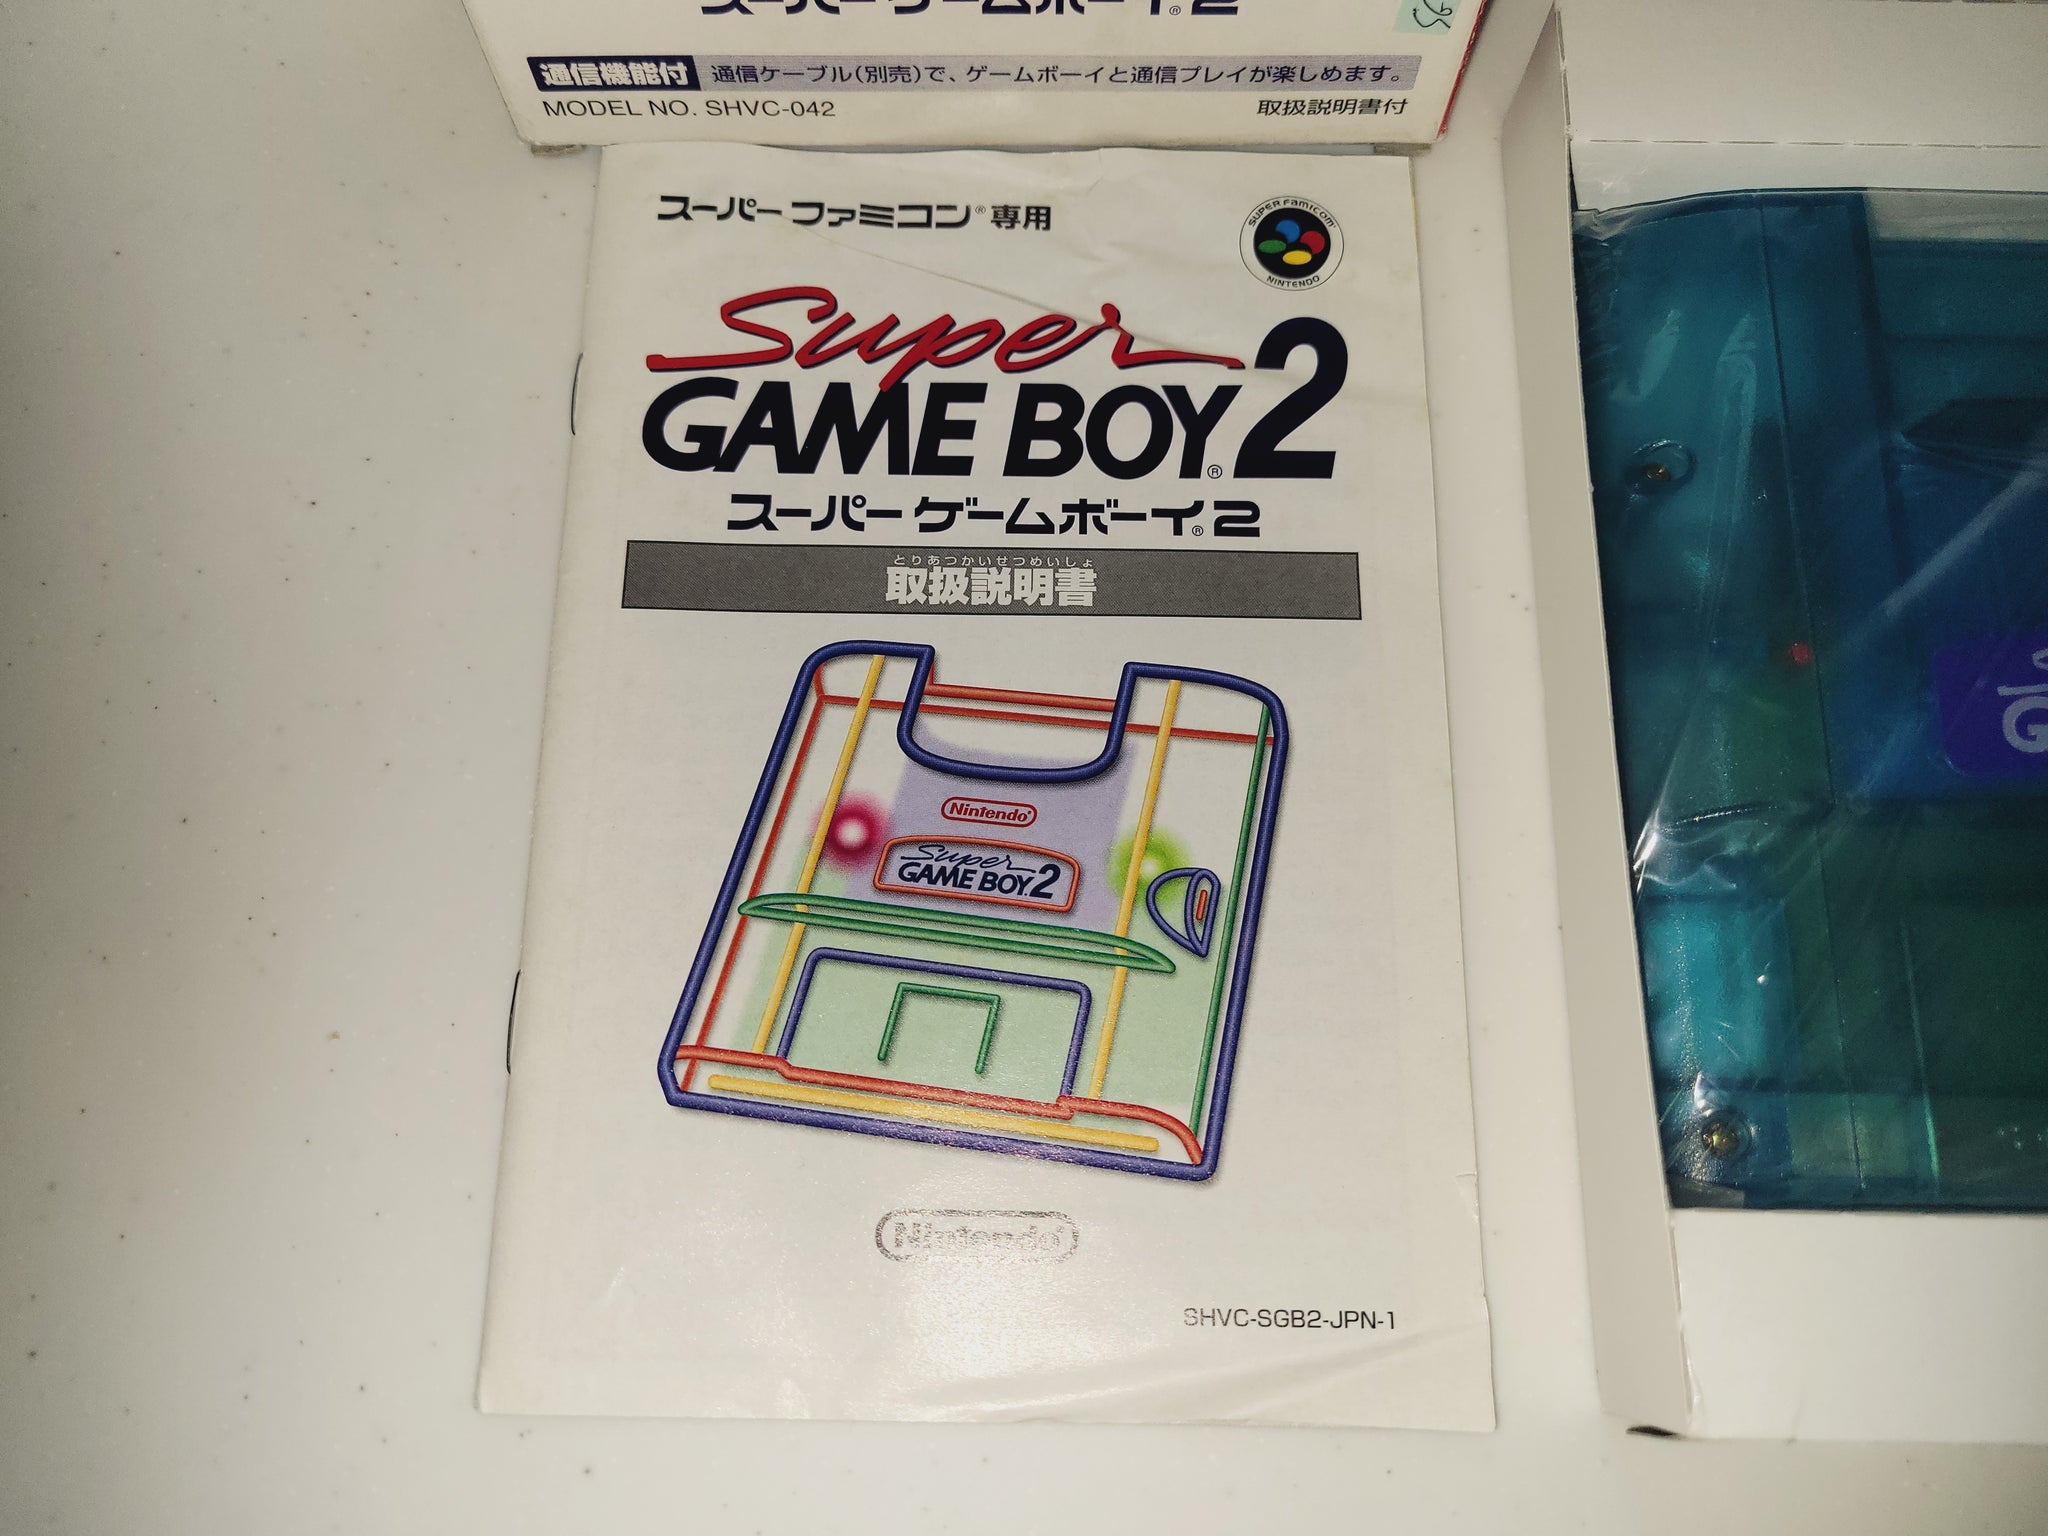 スーパーゲームボーイ®2
通信機能付 通信ケーブル(別売)で、ゲームボーイと通信プレイが楽しめます。
MODEL NO. SHVC-042 取扱説明書付
スーパーファミコン®専用
SUPER FAMICOM
NINTENDO
Super
GAME BOY®2
スーパーゲームボーイ®2
とりあつかいせつめいしょ
取扱説明書
Nintendo®
Super
GAME BOY2
Nintendo®
SHVC-SGB2-JPN-1